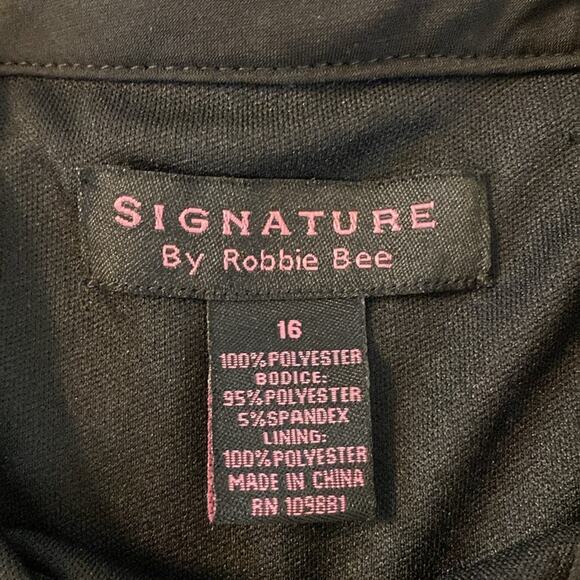 SIGNATURE
By Robbie Bee
16
100%POLYESTER
BODICE:
95%POLYESTER
5%SPANDEX
LINING:
100%POLYESTER
MADE IN CHINA
RN 109881